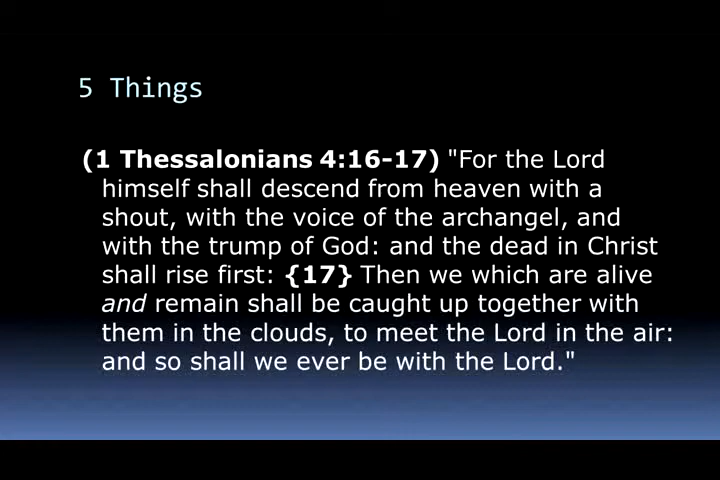 5 Things
(1 Thessalonians 4:16-17) "For the Lord
himself shall descend from heaven with a
shout, with the voice of the archangel, and
with the trump of God: and the dead in Christ
shall rise first: {17} Then we which are alive
and remain shall be caught up together with
them in the clouds, to meet the Lord in the air:
and so shall we ever be with the Lord."